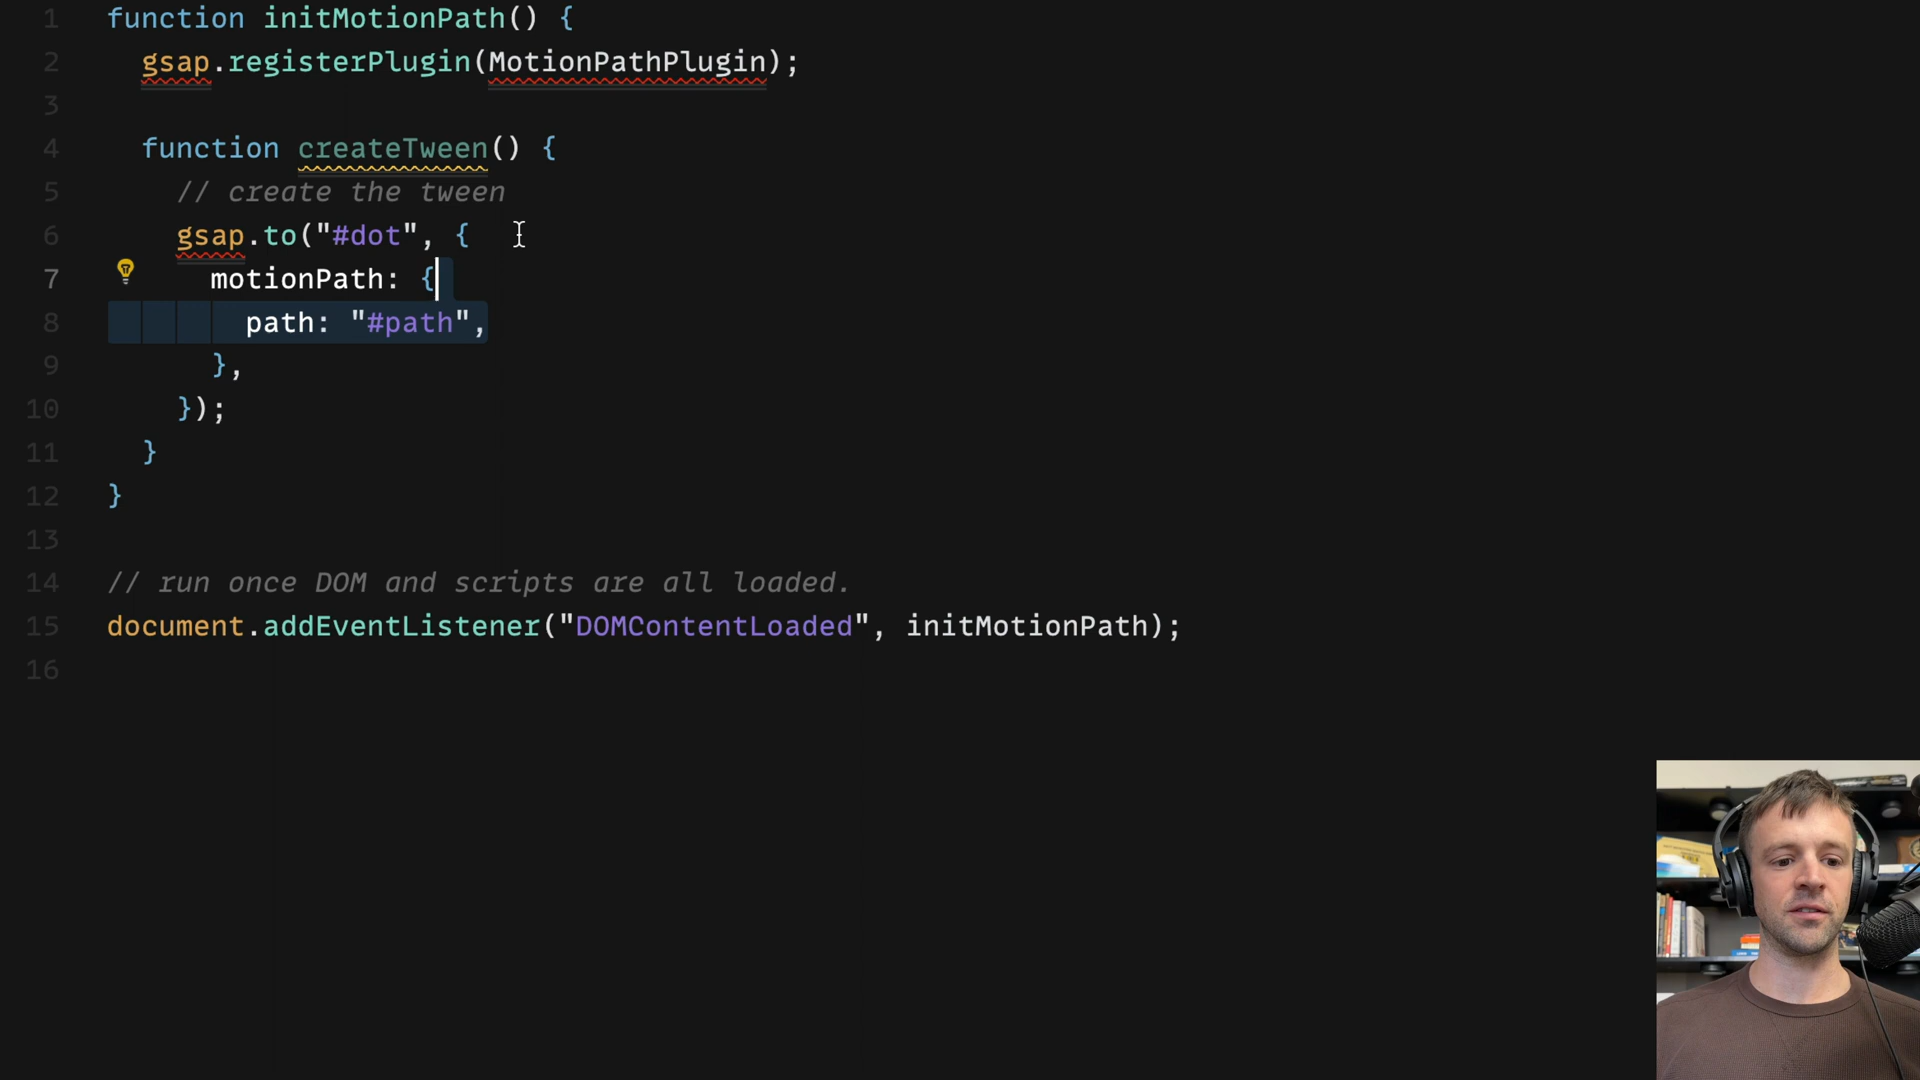 1 function initMotionPath() {
2 gsap.registerPlugin(MotionPathPlugin);
3
4 function createTween() {
5 // create the tween
6 gsap.to("#dot", {
7 motionPath: {
8 path: "#path",
9 },
10 });
11 }
12 }
13
14 // run once DOM and scripts are all loaded.
15 document.addEventListener("DOMContentLoaded", initMotionPath);
16